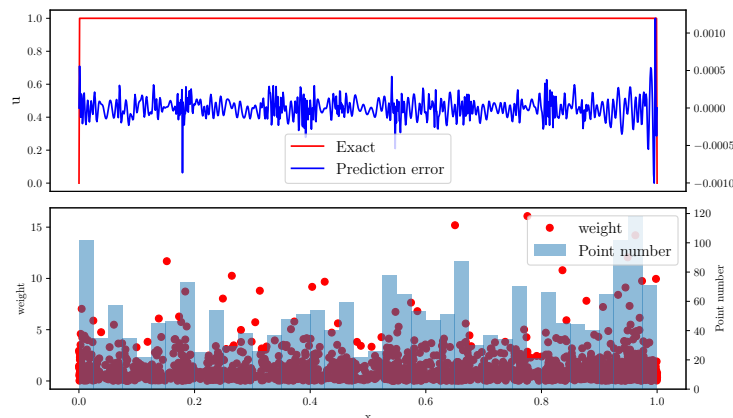 1.0
0.8
0.6
0.4
0.2
0.0
u
0.0010
0.0005
0.0000
−0.0005
−0.0010
Exact
Prediction error
15
10
5
0
weight
120
100
80
60
40
20
0
Point number
weight
Point number
0.0 0.2 0.4 0.6 0.8 1.0
x